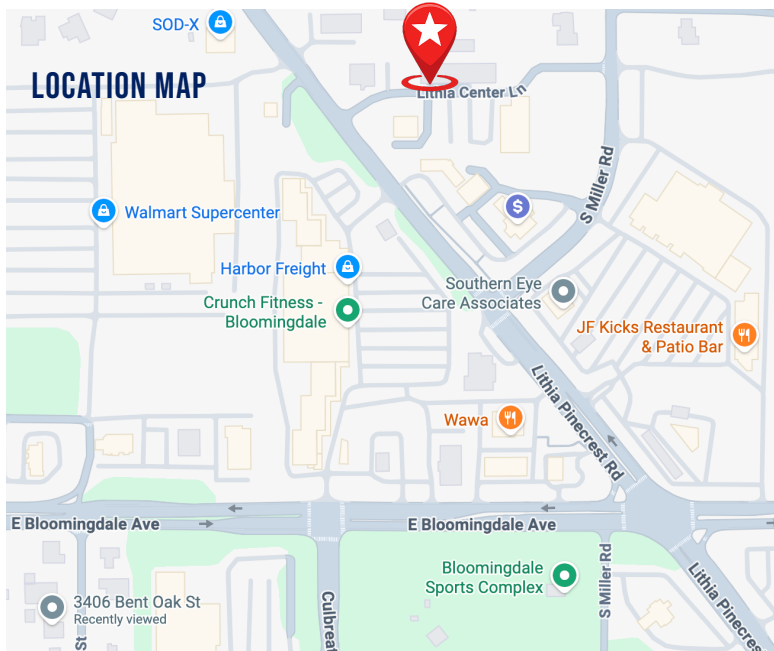 SOD-X
LOCATION MAP
Lithia Center Ln
S Miller Rd
Walmart Supercenter
$
Harbor Freight
Southern Eye
Care Associates
Crunch Fitness -
Bloomingdale
JF Kicks Restaurant
& Patio Bar
Lithia Pinecrest Rd
Wawa
E Bloomingdale Ave
E Bloomingdale Ave
Bloomingdale
Sports Complex
S Miller Rd
Lithia Pinecres
3406 Bent Oak St
Recently viewed
Culbreat
St